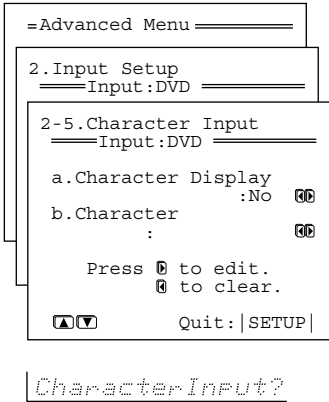 =Advanced Menu
2.Input Setup
Input:DVD
2-5.Character Input
Input:DVD
a.Character Display
:No
b.Character
:
Press to edit.
to clear.
Quit:|SETUP|
CharacterInput?